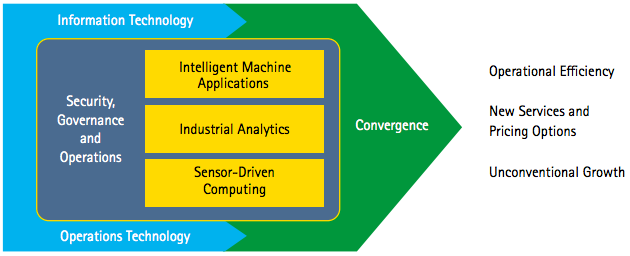 Information Technology
Security,
Governance
and
Operations
Intelligent Machine
Applications
Industrial Analytics
Sensor-Driven
Computing
Operations Technology
Convergence
Operational Efficiency
New Services and
Pricing Options
Unconventional Growth